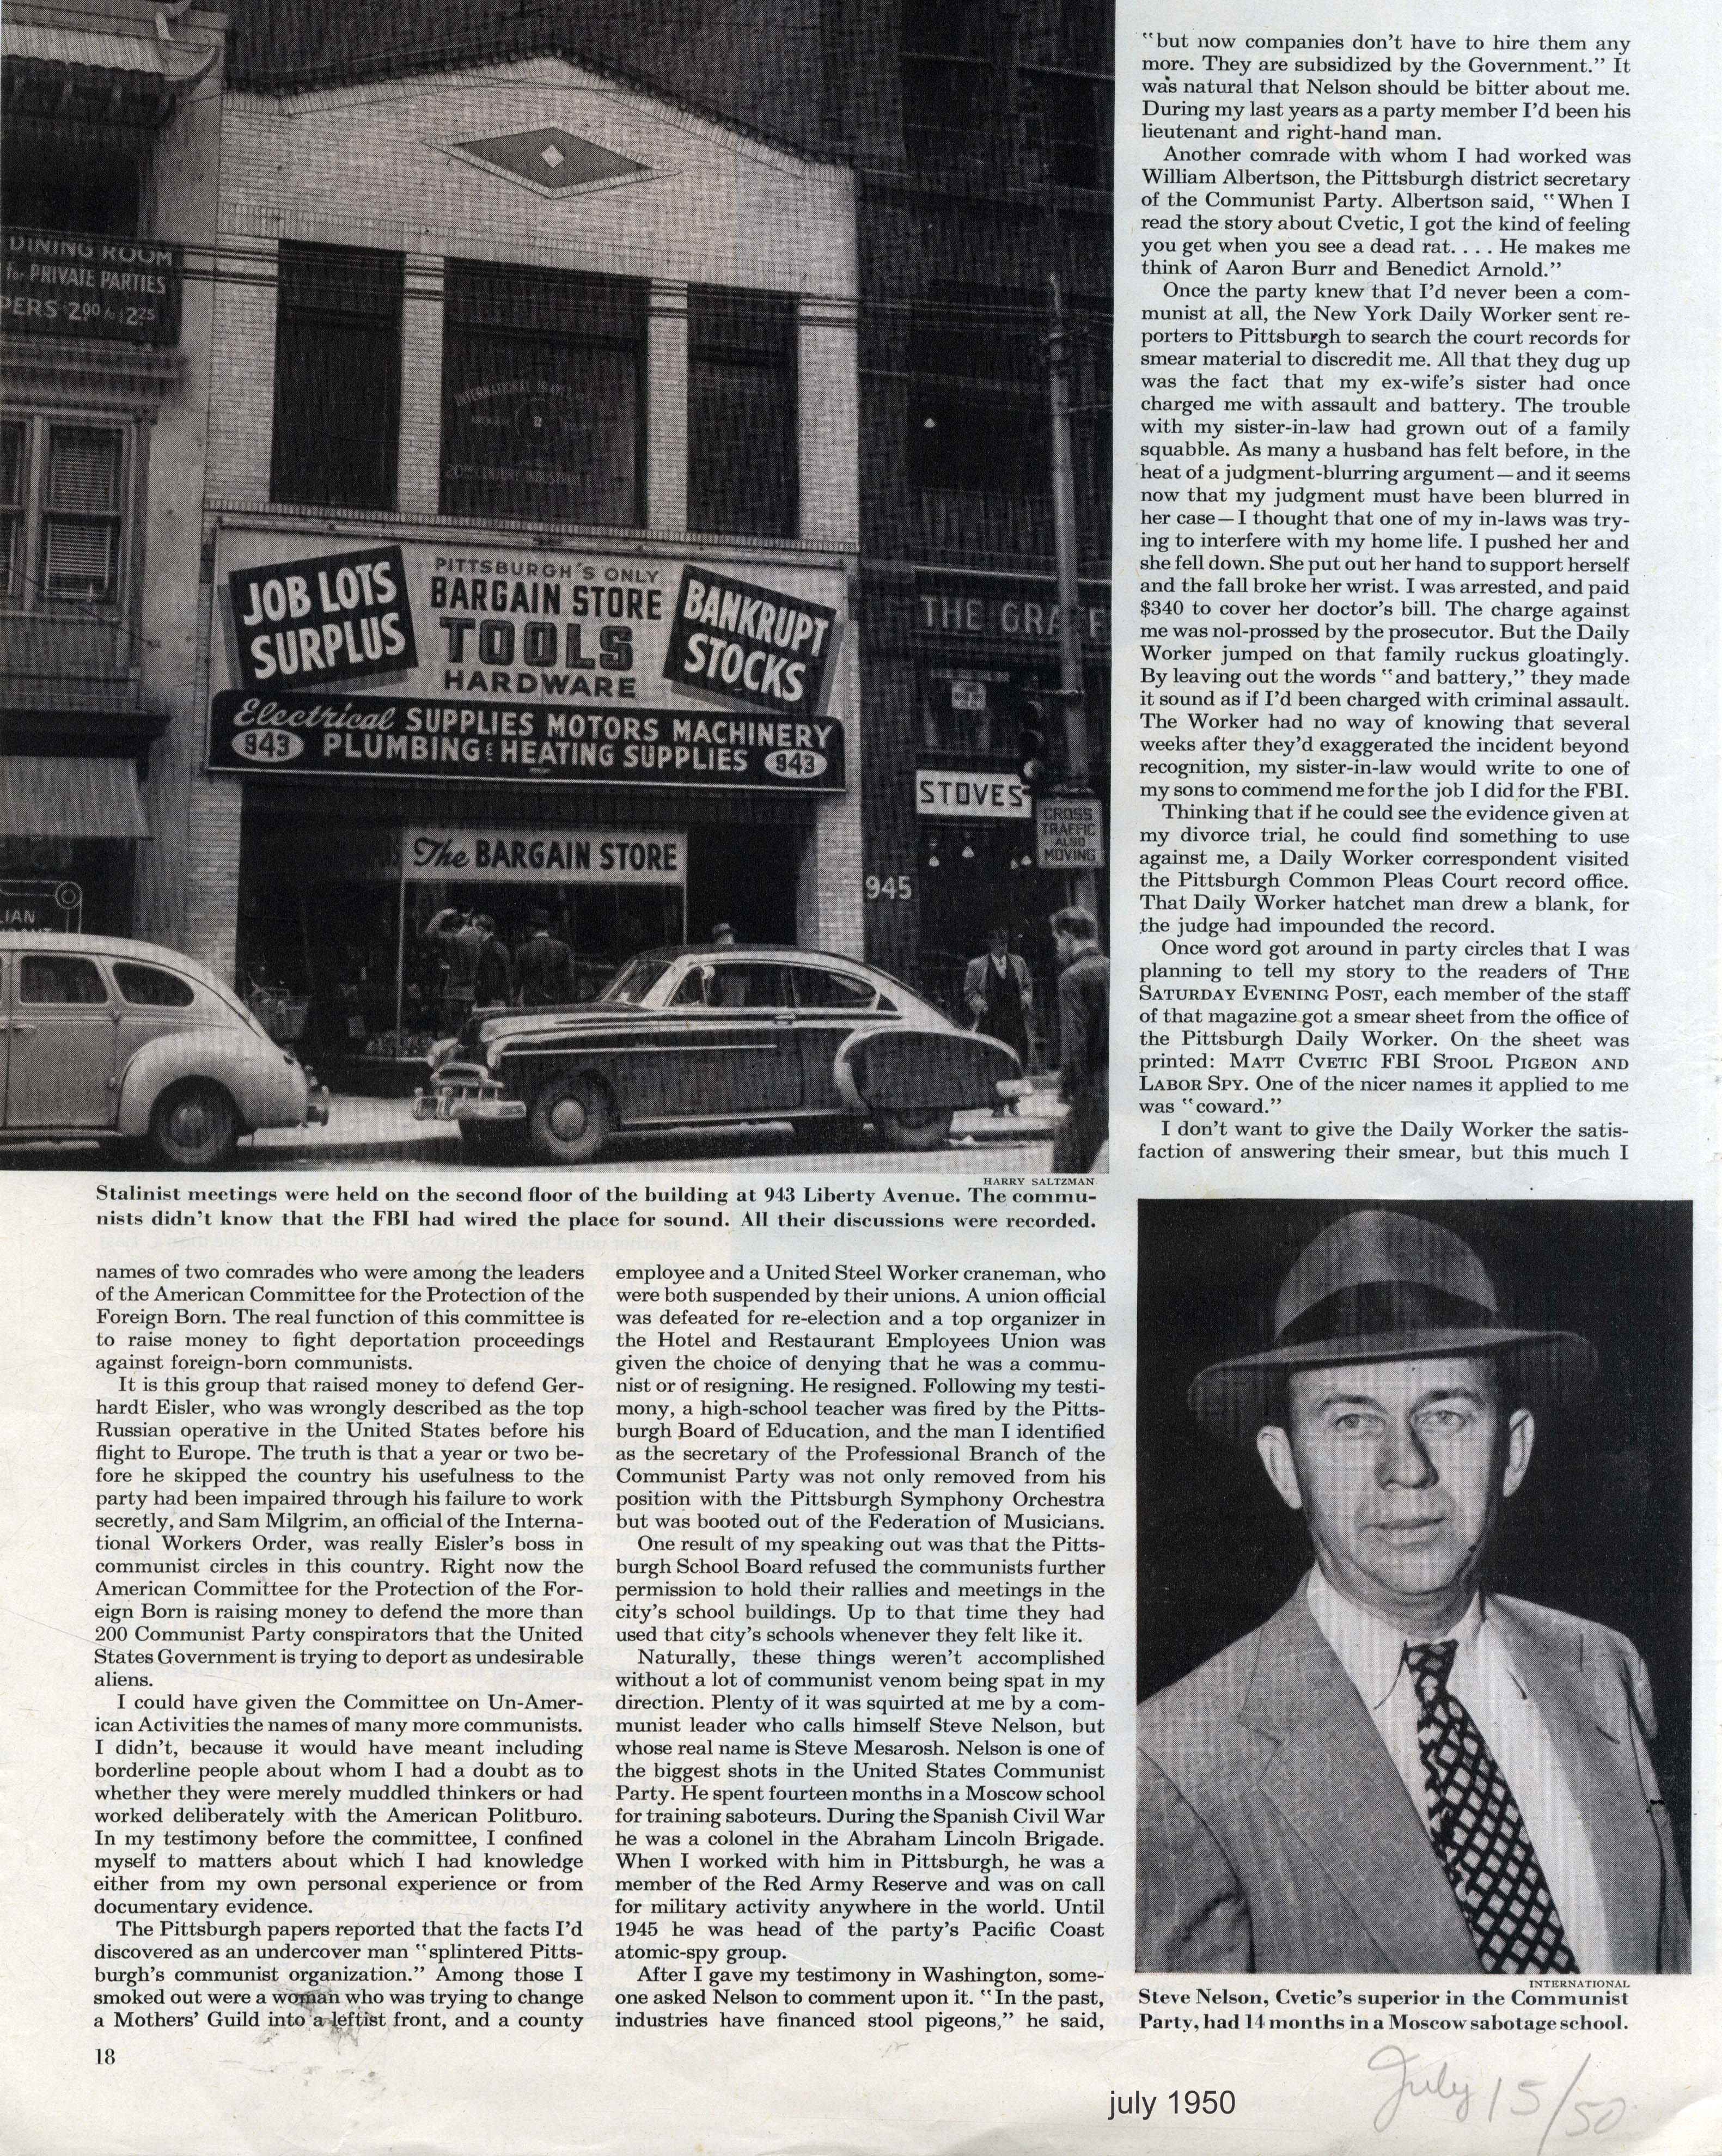 DINING ROOM
for PRIVATE PARTIES
PERS $2.00 to $2.25
INTERNATIONAL TRAVEL
20TH CENTURY INDUSTRIAL
JOB LOTS
SURPLUS
PITTSBURGH'S ONLY
BARGAIN STORE
TOOLS
HARDWARE
BANKRUPT
STOCKS
Electrical SUPPLIES MOTORS MACHINERY
943 PLUMBING & HEATING SUPPLIES 943
The BARGAIN STORE
THE GRAFF
STOVES
CROSS
TRAFFIC
ALSO
MOVING
945
LIAN
HARRY SALTZMAN
Stalinist meetings were held on the second floor of the building at 943 Liberty Avenue. The commu-
nists didn't know that the FBI had wired the place for sound. All their discussions were recorded.
names of two comrades who were among the leaders
of the American Committee for the Protection of the
Foreign Born. The real function of this committee is
to raise money to fight deportation proceedings
against foreign-born communists.
It is this group that raised money to defend Ger-
hardt Eisler, who was wrongly described as the top
Russian operative in the United States before his
flight to Europe. The truth is that a year or two be-
fore he skipped the country his usefulness to the
party had been impaired through his failure to work
secretly, and Sam Milgrim, an official of the Interna-
tional Workers Order, was really Eisler's boss in
communist circles in this country. Right now the
American Committee for the Protection of the For-
eign Born is raising money to defend the more than
200 Communist Party conspirators that the United
States Government is trying to deport as undesirable
aliens.
I could have given the Committee on Un-Amer-
ican Activities the names of many more communists.
I didn't, because it would have meant including
borderline people about whom I had a doubt as to
whether they were merely muddled thinkers or had
worked deliberately with the American Politburo.
In my testimony before the committee, I confined
myself to matters about which I had knowledge
either from my own personal experience or from
documentary evidence.
The Pittsburgh papers reported that the facts I'd
discovered as an undercover man "splintered Pitts-
burgh's communist organization." Among those I
smoked out were a woman who was trying to change
a Mothers' Guild into a leftist front, and a county
18
employee and a United Steel Worker craneman, who
were both suspended by their unions. A union official
was defeated for re-election and a top organizer in
the Hotel and Restaurant Employees Union was
given the choice of denying that he was a commu-
nist or of resigning. He resigned. Following my testi-
mony, a high-school teacher was fired by the Pitts-
burgh Board of Education, and the man I identified
as the secretary of the Professional Branch of the
Communist Party was not only removed from his
position with the Pittsburgh Symphony Orchestra
but was booted out of the Federation of Musicians.
One result of my speaking out was that the Pitts-
burgh School Board refused the communists further
permission to hold their rallies and meetings in the
city's school buildings. Up to that time they had
used that city's schools whenever they felt like it.
Naturally, these things weren't accomplished
without a lot of communist venom being spat in my
direction. Plenty of it was squirted at me by a com-
munist leader who calls himself Steve Nelson, but
whose real name is Steve Mesarosh. Nelson is one of
the biggest shots in the United States Communist
Party. He spent fourteen months in a Moscow school
for training saboteurs. During the Spanish Civil War
he was a colonel in the Abraham Lincoln Brigade.
When I worked with him in Pittsburgh, he was a
member of the Red Army Reserve and was on call
for military activity anywhere in the world. Until
1945 he was head of the party's Pacific Coast
atomic-spy group.
After I gave my testimony in Washington, some-
one asked Nelson to comment upon it. "In the past,
industries have financed stool pigeons," he said,
"but now companies don't have to hire them any
more. They are subsidized by the Government." It
was natural that Nelson should be bitter about me.
During my last years as a party member I'd been his
lieutenant and right-hand man.
Another comrade with whom I had worked was
William Albertson, the Pittsburgh district secretary
of the Communist Party. Albertson said, "When I
read the story about Cvetic, I got the kind of feeling
you get when you see a dead rat. . . . He makes me
think of Aaron Burr and Benedict Arnold."
Once the party knew that I'd never been a com-
munist at all, the New York Daily Worker sent re-
porters to Pittsburgh to search the court records for
smear material to discredit me. All that they dug up
was the fact that my ex-wife's sister had once
charged me with assault and battery. The trouble
with my sister-in-law had grown out of a family
squabble. As many a husband has felt before, in the
heat of a judgment-blurring argument—and it seems
now that my judgment must have been blurred in
her case—I thought that one of my in-laws was try-
ing to interfere with my home life. I pushed her and
she fell down. She put out her hand to support herself
and the fall broke her wrist. I was arrested, and paid
$340 to cover her doctor's bill. The charge against
me was nol-prossed by the prosecutor. But the Daily
Worker jumped on that family ruckus gloatingly.
By leaving out the words "and battery," they made
it sound as if I'd been charged with criminal assault.
The Worker had no way of knowing that several
weeks after they'd exaggerated the incident beyond
recognition, my sister-in-law would write to one of
my sons to commend me for the job I did for the FBI.
Thinking that if he could see the evidence given at
my divorce trial, he could find something to use
against me, a Daily Worker correspondent visited
the Pittsburgh Common Pleas Court record office.
That Daily Worker hatchet man drew a blank, for
the judge had impounded the record.
Once word got around in party circles that I was
planning to tell my story to the readers of THE
SATURDAY EVENING POST, each member of the staff
of that magazine got a smear sheet from the office of
the Pittsburgh Daily Worker. On the sheet was
printed: MATT CVETIC FBI STOOL PIGEON AND
LABOR SPY. One of the nicer names it applied to me
was "coward."
I don't want to give the Daily Worker the satis-
faction of answering their smear, but this much I
INTERNATIONAL
Steve Nelson, Cvetic's superior in the Communist
Party, had 14 months in a Moscow sabotage school.
july 1950
July 15/50